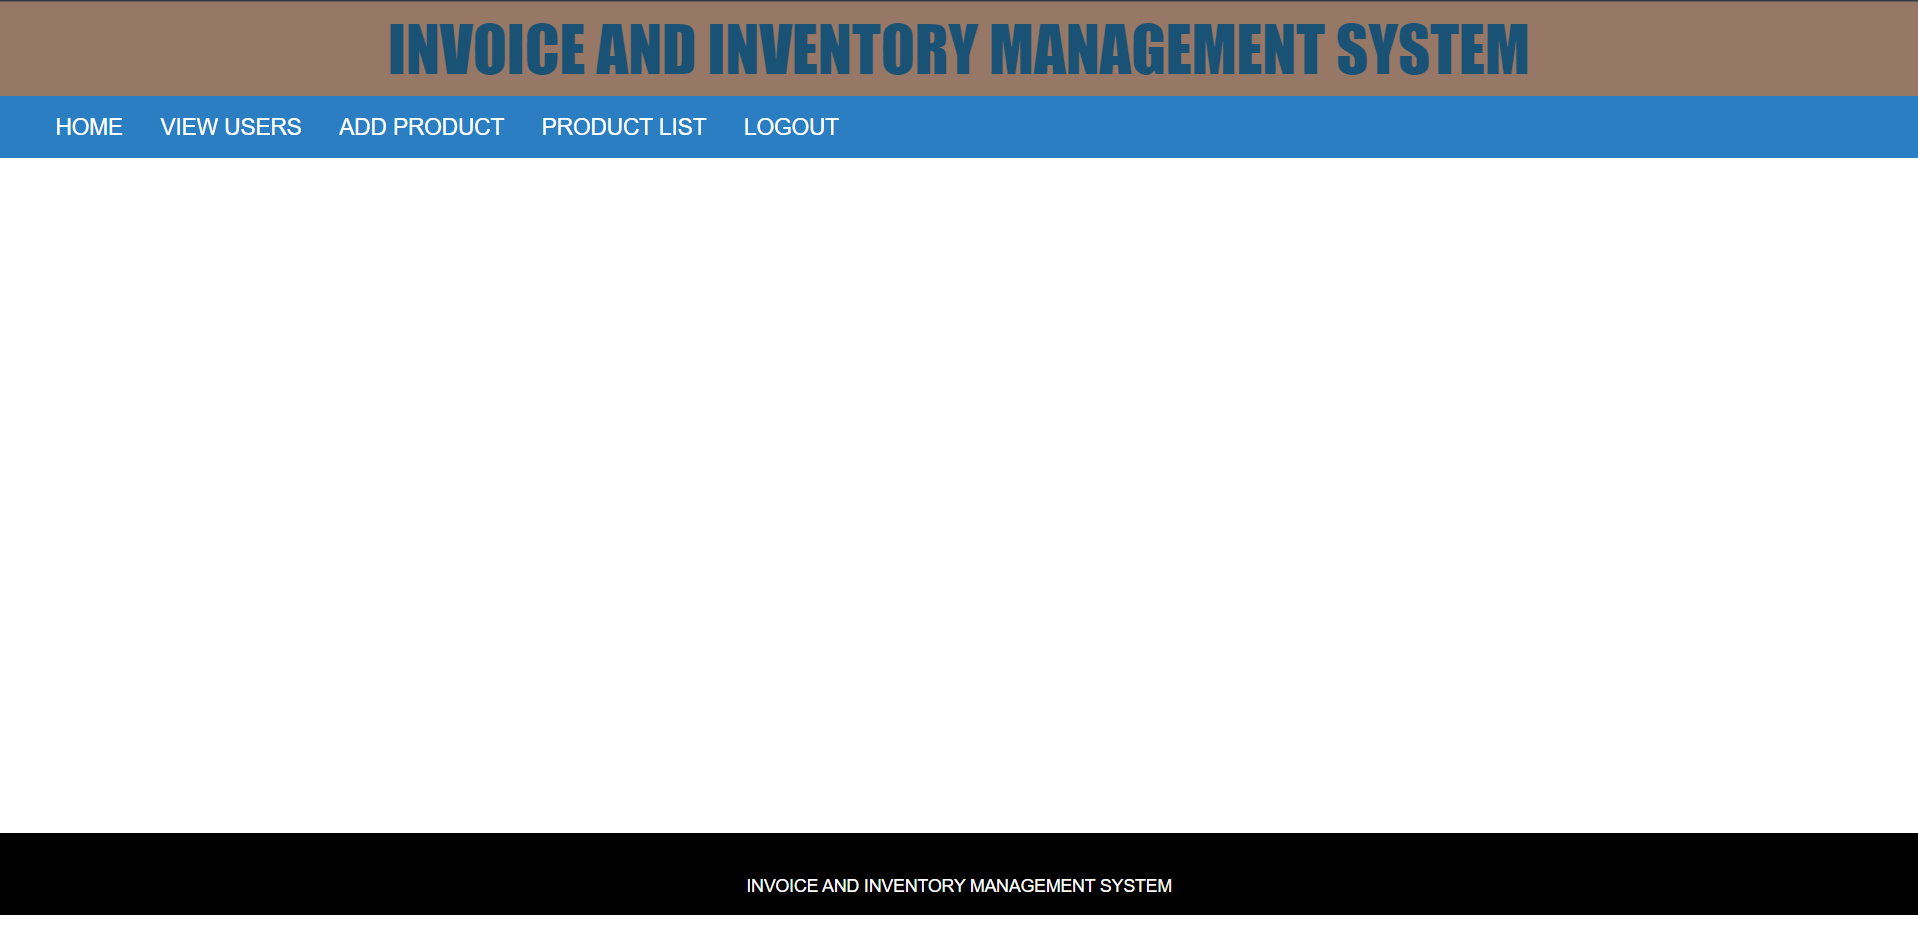 INVOICE AND INVENTORY MANAGEMENT SYSTEM
HOME VIEW USERS ADD PRODUCT PRODUCT LIST LOGOUT
INVOICE AND INVENTORY MANAGEMENT SYSTEM